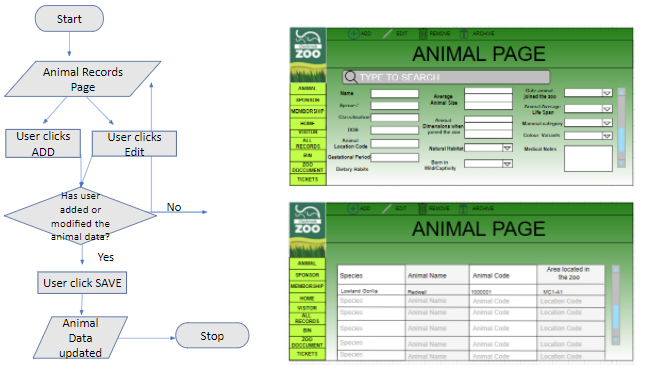 Start
Animal Records
Page
User clicks
ADD
User clicks
Edit
Has user
added or
modified the
animal data?
No
Yes
User click SAVE
Animal
Data
updated
Stop
ZOO
ADD
EDIT
REMOVE
ARCHIVE
ANIMAL PAGE
TYPE TO SEARCH
ANIMAL
SPONSOR
MEMBORSHIP
HOME
VISITOR
ALL
RECORDS
BIN
ZOO
DOCCUMENT
TICKETS
Name
Species
Classification
DOB
Animal
Location Code
Gestational Period
Dietary Habits
Average
Animal Size
Animal
Dimensions when
joined the zoo
Natural Habitat
Born in
Wild/Captivity
Date animal
joined the zoo
Animal Average
Life Span
Mammal category
Colour Variants
Medical Notes
ZOO
ADD
EDIT
REMOVE
ARCHIVE
ANIMAL PAGE
ANIMAL
SPONSOR
MEMBORSHIP
HOME
VISITOR
ALL
RECORDS
BIN
ZOO
DOCCUMENT
TICKETS
Species Animal Name Animal Code Area located in
the zoo
Lowland Gorilla Redwell 1000001 MC1-A1
Species Animal Name Animal Code Location Code
Species Animal Name Animal Code Location Code
Species Animal Name Animal Code Location Code
Species Animal Name Animal Code Location Code
Species Animal Name Animal Code Location Code